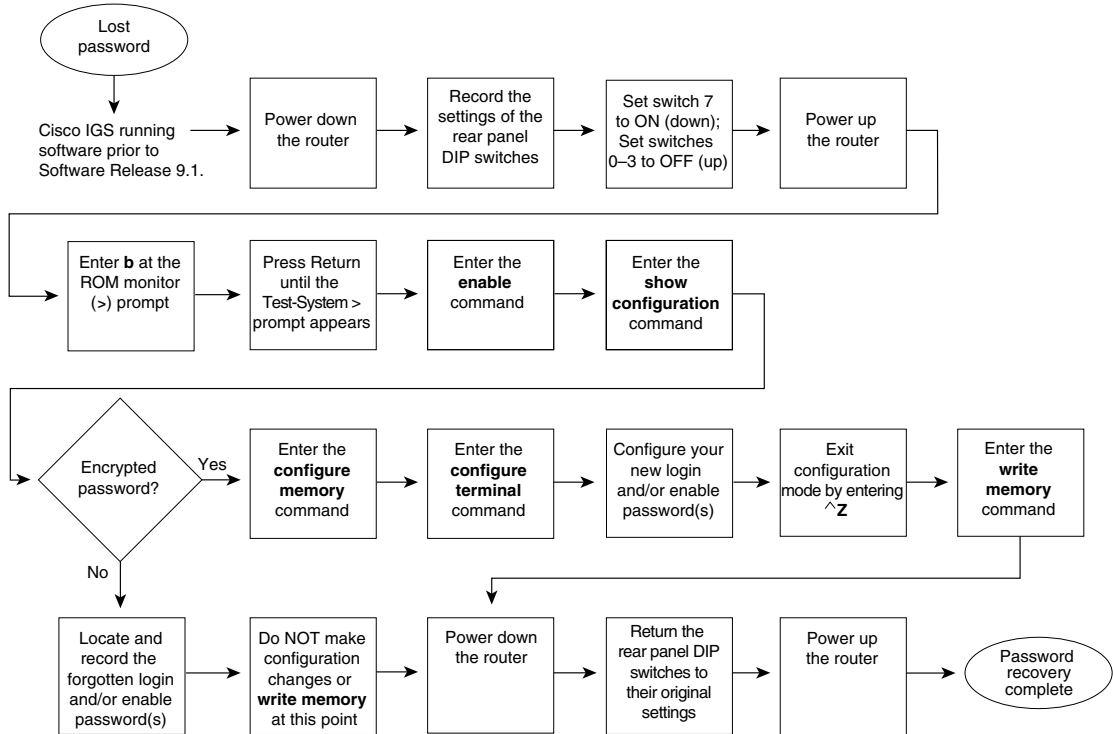 Lost
password
Cisco IGS running
software prior to
Software Release 9.1.
Power down
the router
Record the
settings of the
rear panel
DIP switches
Set switch 7
to ON (down);
Set switches
0–3 to OFF (up)
Power up
the router
Enter b at the
ROM monitor
(>) prompt
Press Return
until the
Test-System >
prompt appears
Enter the
enable
command
Enter the
show
configuration
command
Encrypted
password?
Yes
Enter the
configure
memory
command
Enter the
configure
terminal
command
Configure your
new login
and/or enable
password(s)
Exit
configuration
mode by entering
^Z
Enter the
write
memory
command
No
Locate and
record the
forgotten login
and/or enable
password(s)
Do NOT make
configuration
changes or
write memory
at this point
Power down
the router
Return the
rear panel DIP
switches to
their original
settings
Power up
the router
Password
recovery
complete